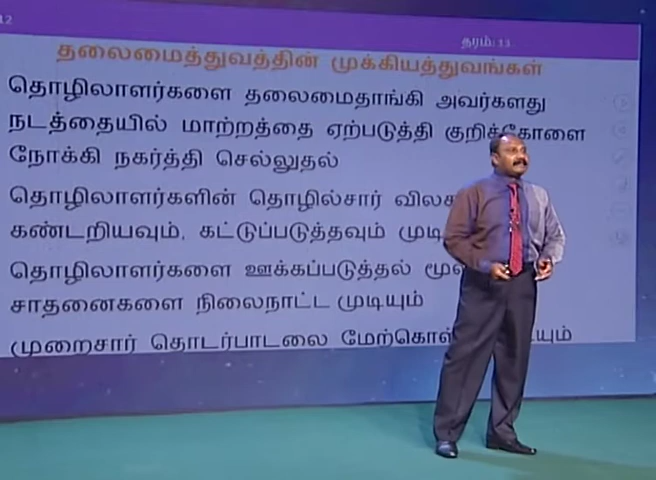 12
தரம்: 13
தலைமைத்துவத்தின் முக்கியத்துவங்கள்
தொழிலாளர்களை தலைமைதாங்கி அவர்களது
நடத்தையில் மாற்றத்தை ஏற்படுத்தி குறிக்கோளை
நோக்கி நகர்த்தி செல்லுதல்
தொழிலாளர்களின் தொழில்சார்
கண்டறியவும், கட்டுப்படுத்தவும்
தொழிலாளர்களை ஊக்கப்படுத்தல்
சாதனைகளை நிலைநாட்ட முடியும்
முறைசார் தொடர்பாடலை